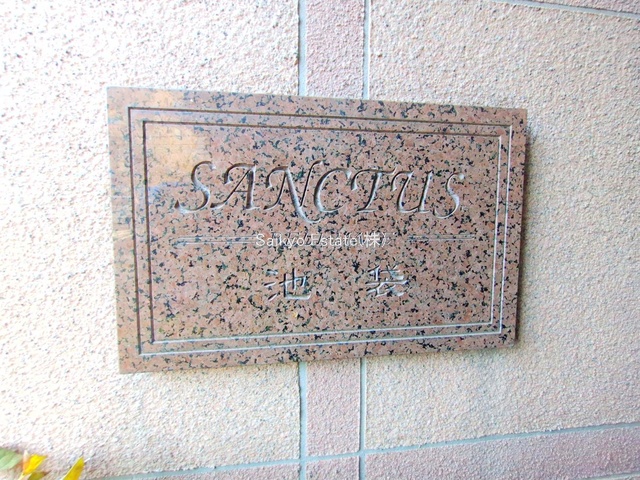 SANCTUS
Saikyo Estate(株)
池 袋